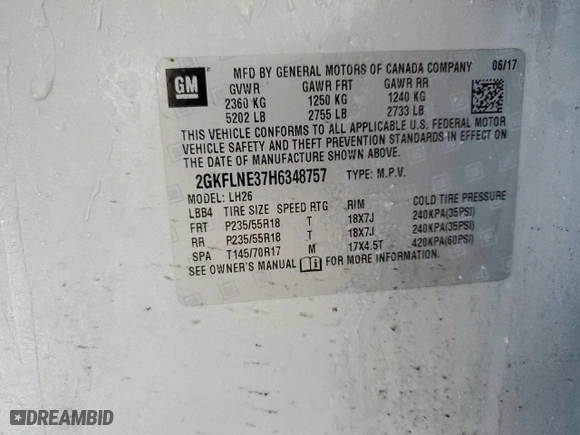 GM
MFD BY GENERAL MOTORS OF CANADA COMPANY 06/17
GVWR GAWR FRT GAWR RR
2360 KG 1250 KG 1240 KG
5202 LB 2755 LB 2733 LB
THIS VEHICLE CONFORMS TO ALL APPLICABLE U.S. FEDERAL MOTOR
VEHICLE SAFETY AND THEFT PREVENTION STANDARDS IN EFFECT ON
THE DATE OF MANUFACTURE SHOWN ABOVE.
2GKFLNE37H6348757 TYPE: M.P.V.
MODEL: LH26
LBB4 TIRE SIZE SPEED RTG RIM COLD TIRE PRESSURE
FRT P235/55R18 T 18X7J 240KPA(35PSI)
RR P235/55R18 T 18X7J 240KPA(35PSI)
SPA T145/70R17 M 17X4.5T 420KPA(60PSI)
SEE OWNER'S MANUAL FOR MORE INFORMATION.
DREAMBID